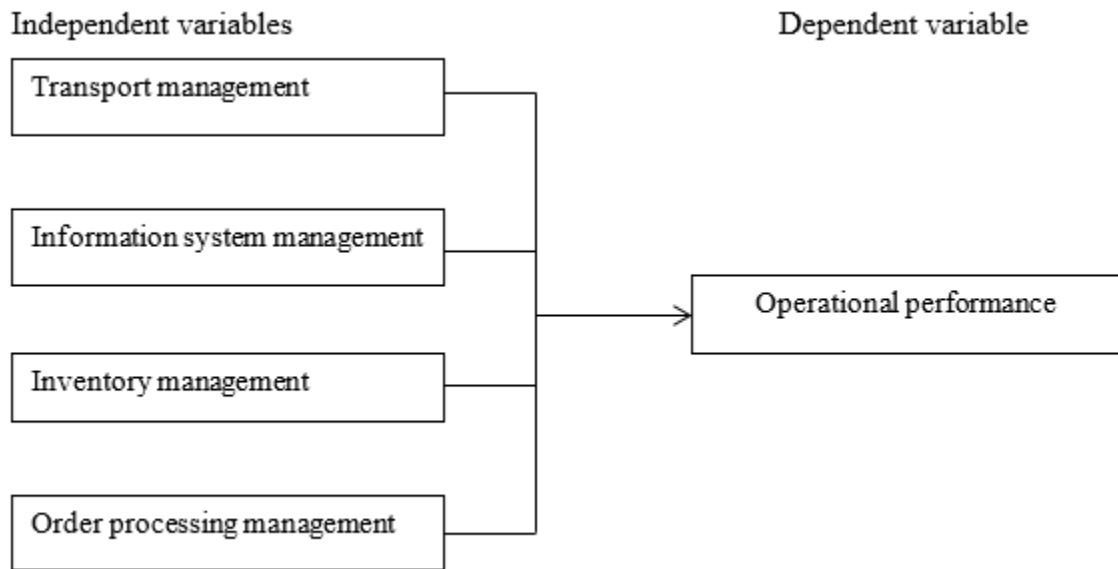 Independent variables
Dependent variable
Transport management
Information system management
Operational performance
Inventory management
Order processing management